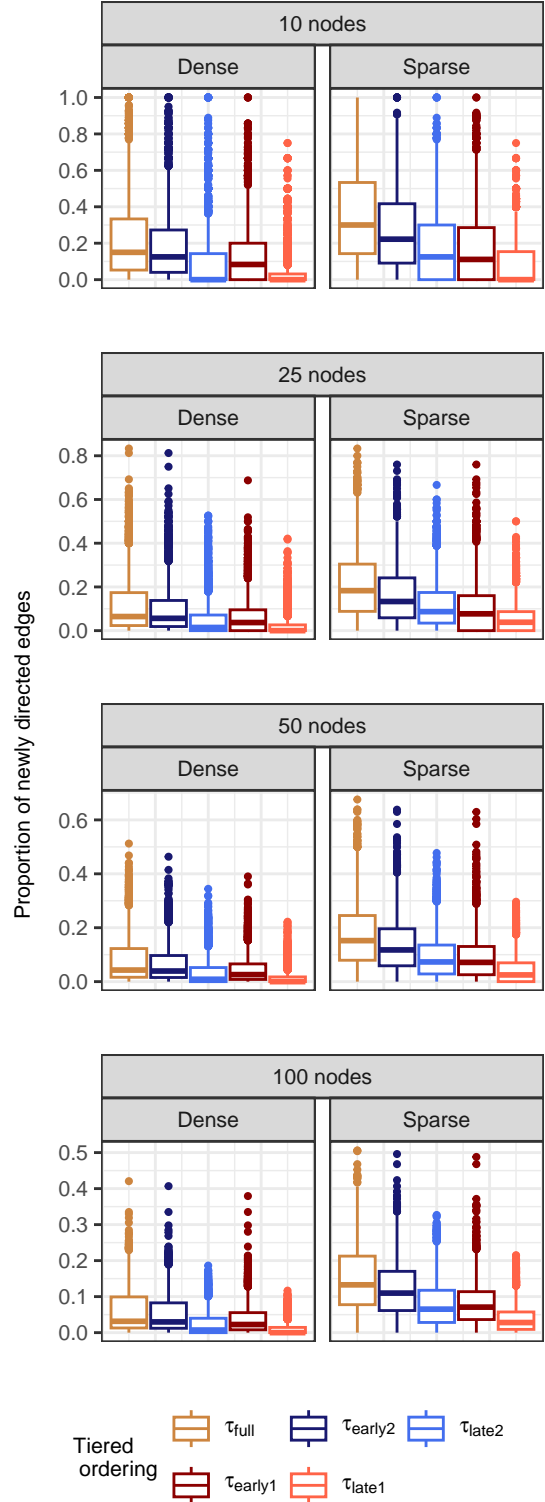 10 nodes
Dense
Sparse
1.0
0.8
0.6
0.4
0.2
0.0
25 nodes
Dense
Sparse
0.8
0.6
0.4
0.2
0.0
Proportion of newly directed edges
50 nodes
Dense
Sparse
0.6
0.4
0.2
0.0
100 nodes
Dense
Sparse
0.5
0.4
0.3
0.2
0.1
0.0
Tiered
ordering
τfull
τearly2
τlate2
τearly1
τlate1